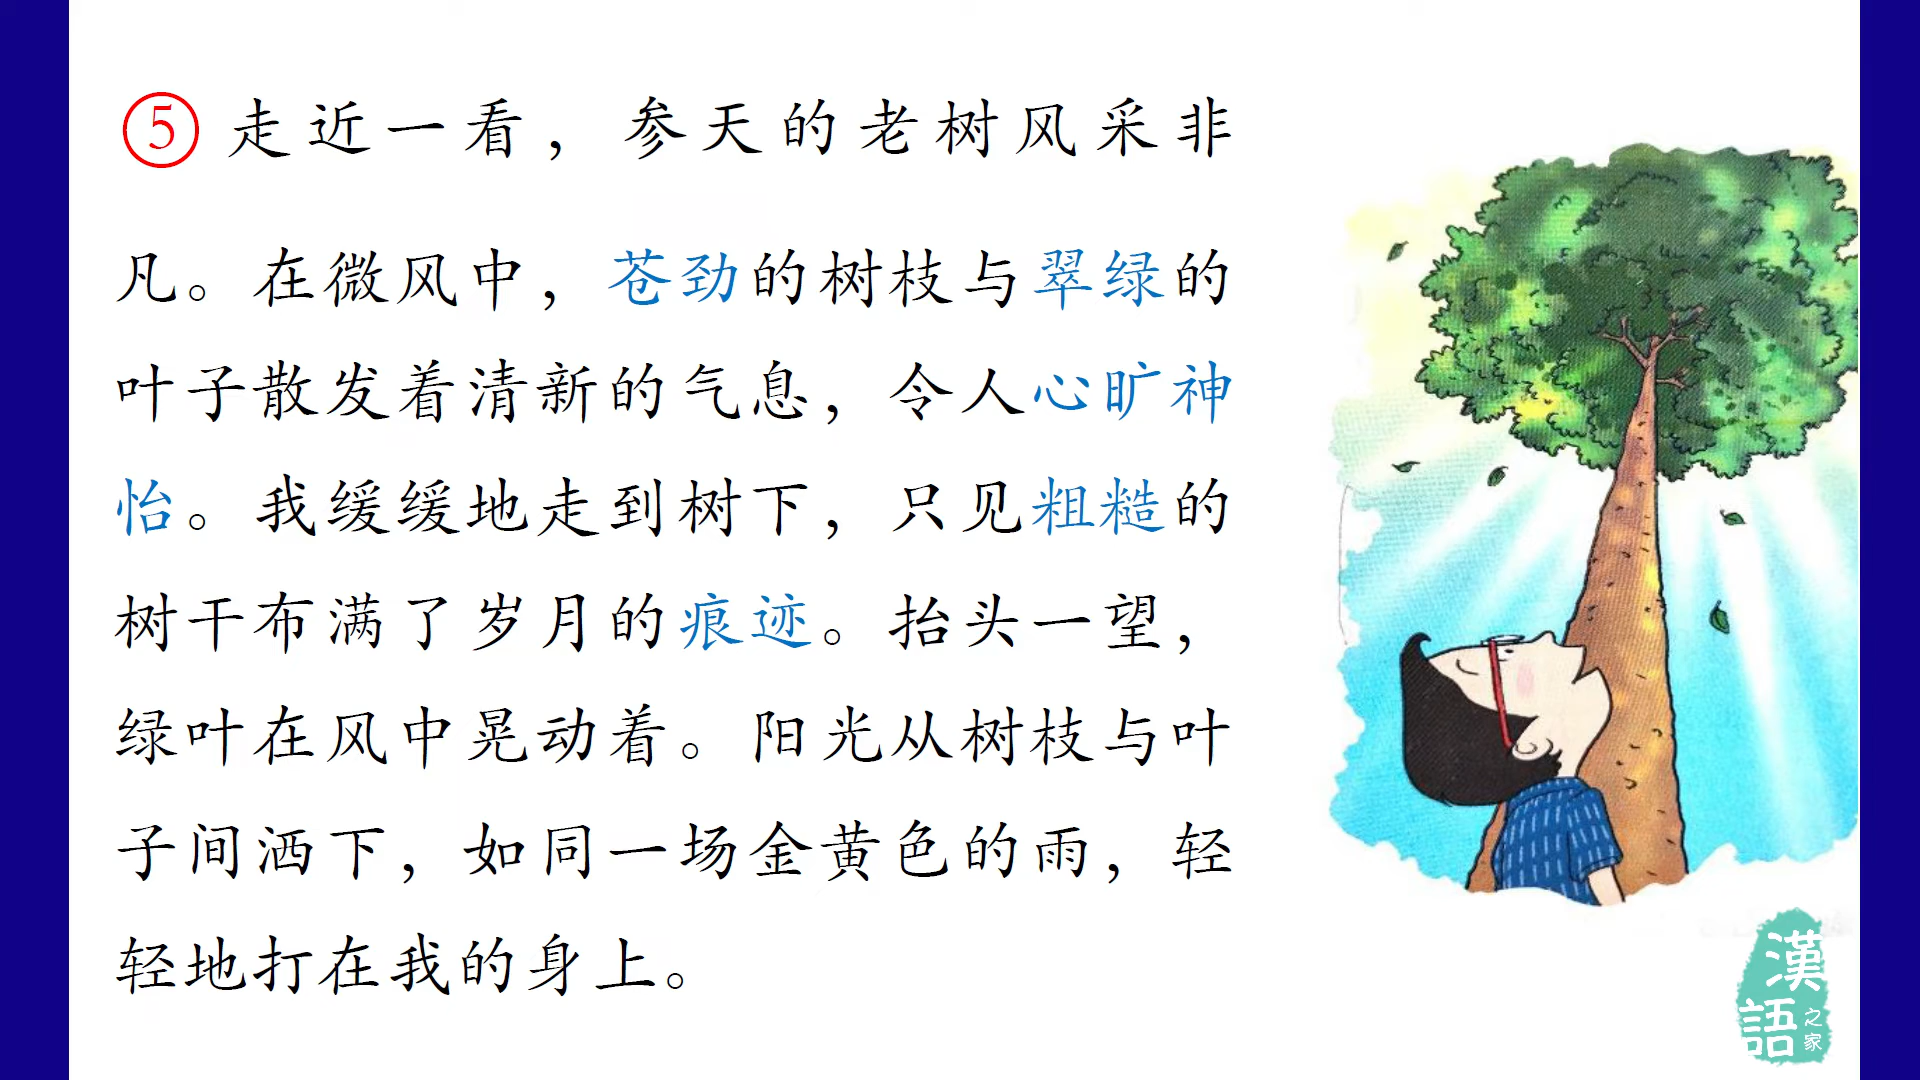 ⑤走近一看，参天的老树风采非
凡。在微风中，苍劲的树枝与翠绿的
叶子散发着清新的气息，令人心旷神
怡。我缓缓地走到树下，只见粗糙的
树干布满了岁月的痕迹。抬头一望，
绿叶在风中晃动着。阳光从树枝与叶
子间洒下，如同一场金黄色的雨，轻
轻地打在我的身上。
漢
語
之家